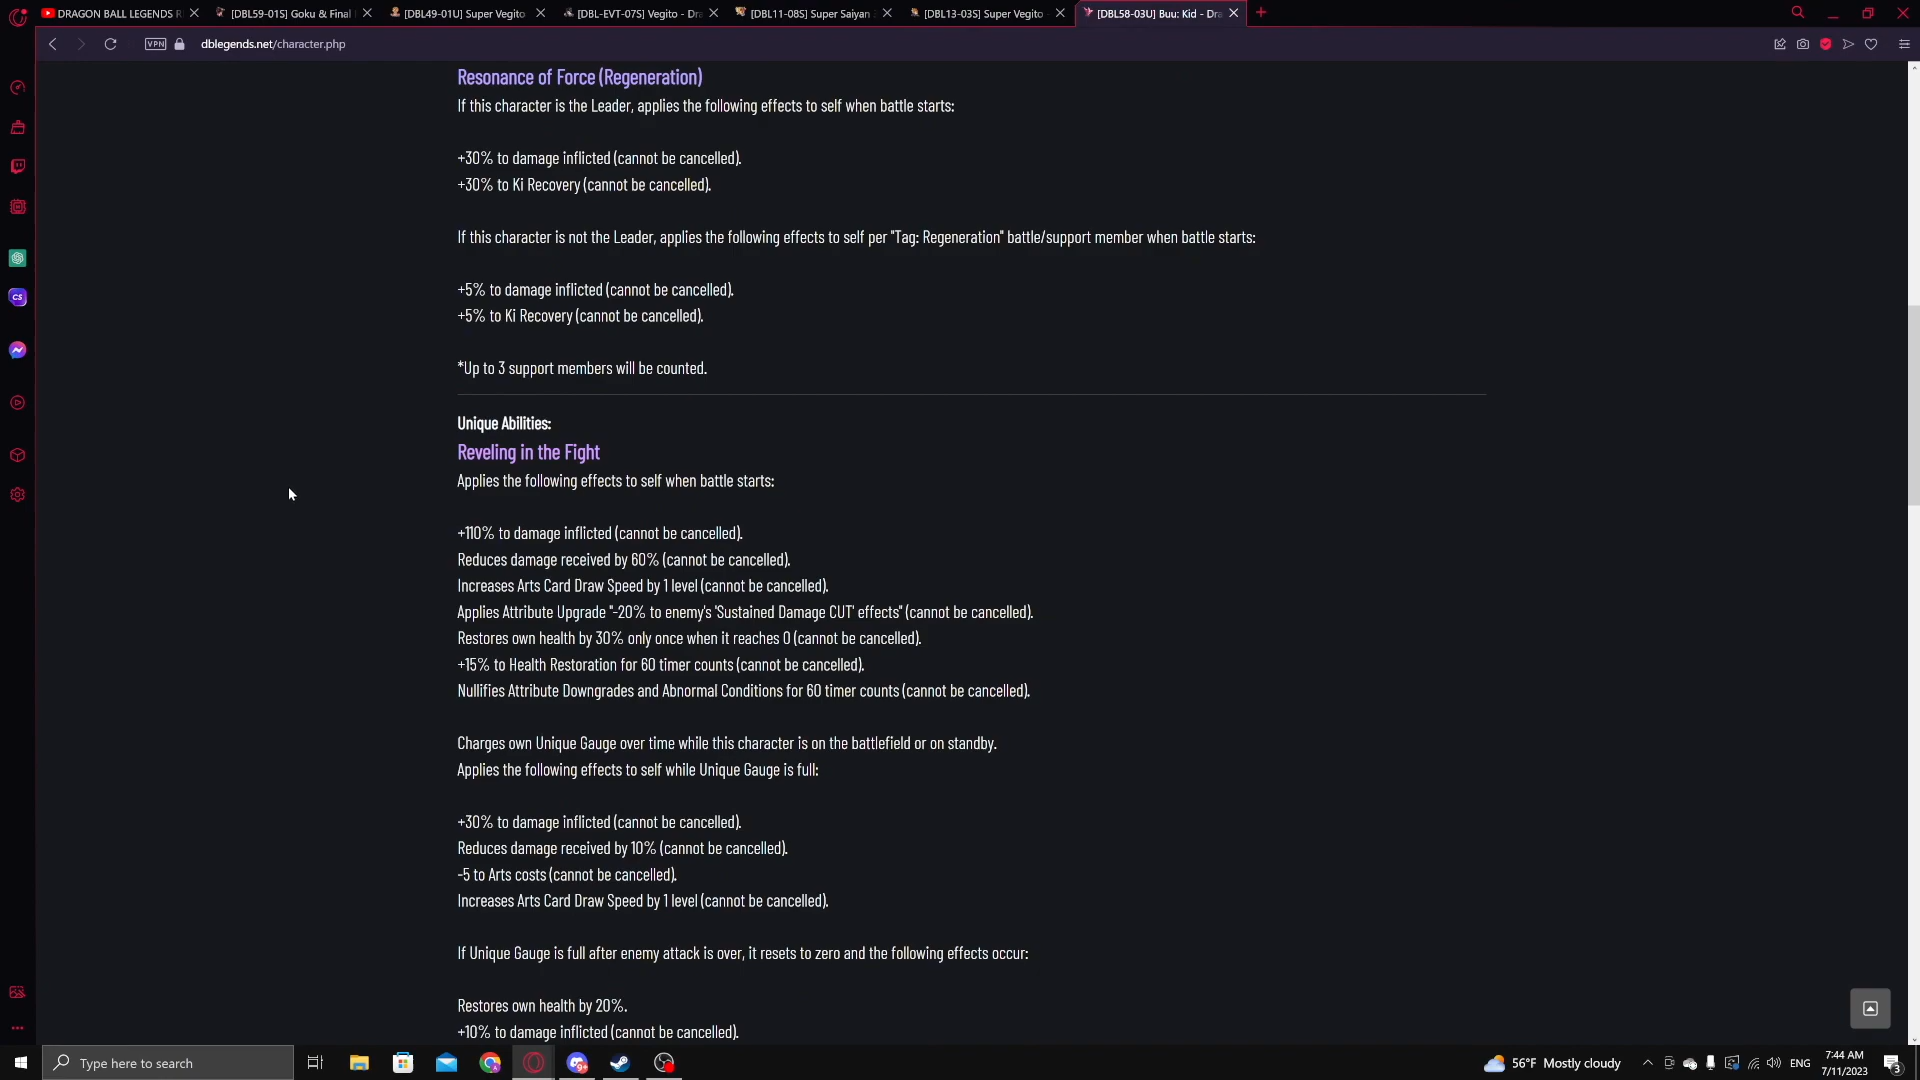 DRAGON BALL LEGENDS R
[DBL59-01S] Goku & Final
[DBL49-01U] Super Vegito
[DBL-EVT-07S] Vegito - Dr
[DBL11-08S] Super Saiyan
[DBL13-03S] Super Vegito
[DBL58-03U] Buu: Kid - Dra
VPN
dblegends.net/character.php
Resonance of Force (Regeneration)
If this character is the Leader, applies the following effects to self when battle starts:
+30% to damage inflicted (cannot be cancelled).
+30% to Ki Recovery (cannot be cancelled).
If this character is not the Leader, applies the following effects to self per "Tag: Regeneration" battle/support member when battle starts:
+5% to damage inflicted (cannot be cancelled).
+5% to Ki Recovery (cannot be cancelled).
*Up to 3 support members will be counted.
Unique Abilities:
Reveling in the Fight
Applies the following effects to self when battle starts:
+110% to damage inflicted (cannot be cancelled).
Reduces damage received by 60% (cannot be cancelled).
Increases Arts Card Draw Speed by 1 level (cannot be cancelled).
Applies Attribute Upgrade "-20% to enemy's 'Sustained Damage CUT' effects" (cannot be cancelled).
Restores own health by 30% only once when it reaches 0 (cannot be cancelled).
+15% to Health Restoration for 60 timer counts (cannot be cancelled).
Nullifies Attribute Downgrades and Abnormal Conditions for 60 timer counts (cannot be cancelled).
Charges own Unique Gauge over time while this character is on the battlefield or on standby.
Applies the following effects to self while Unique Gauge is full:
+30% to damage inflicted (cannot be cancelled).
Reduces damage received by 10% (cannot be cancelled).
-5 to Arts costs (cannot be cancelled).
Increases Arts Card Draw Speed by 1 level (cannot be cancelled).
If Unique Gauge is full after enemy attack is over, it resets to zero and the following effects occur:
Restores own health by 20%.
+10% to damage inflicted (cannot be cancelled).
CS
Type here to search
9+
56°F Mostly cloudy
ENG
7:44 AM
7/11/2023
3